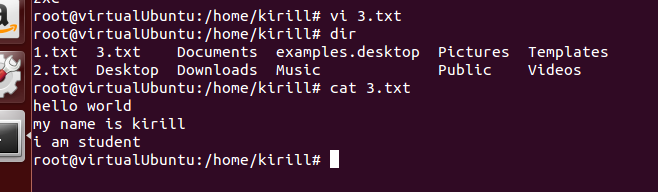 2xc
root@virtualUbuntu:/home/kirill# vi 3.txt
root@virtualUbuntu:/home/kirill# dir
1.txt  3.txt    Documents  examples.desktop  Pictures  Templates
2.txt  Desktop  Downloads  Music             Public    Videos
root@virtualUbuntu:/home/kirill# cat 3.txt
hello world
my name is kirill
i am student
root@virtualUbuntu:/home/kirill#